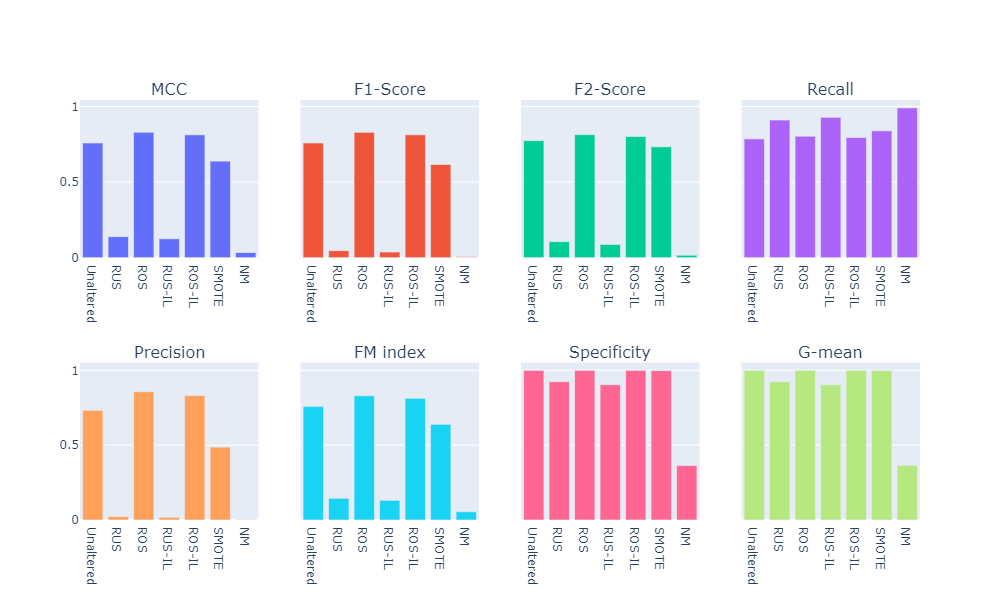 MCC
F1-Score
F2-Score
Recall
1
0.5
0
Unaltered
RUS
ROS
RUS-IL
ROS-IL
SMOTE
NM
Unaltered
RUS
ROS
RUS-IL
ROS-IL
SMOTE
NM
Unaltered
RUS
ROS
RUS-IL
ROS-IL
SMOTE
NM
Unaltered
RUS
ROS
RUS-IL
ROS-IL
SMOTE
NM
Precision
FM index
Specificity
G-mean
1
0.5
0
Unaltered
RUS
ROS
RUS-IL
ROS-IL
SMOTE
NM
Unaltered
RUS
ROS
RUS-IL
ROS-IL
SMOTE
NM
Unaltered
RUS
ROS
RUS-IL
ROS-IL
SMOTE
NM
Unaltered
RUS
ROS
RUS-IL
ROS-IL
SMOTE
NM